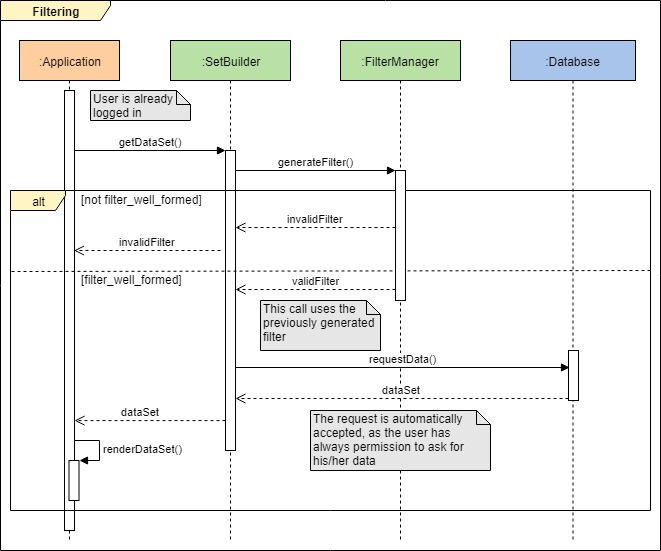 Filtering
:Application
:SetBuilder
:FilterManager
:Database
User is already
logged in
getDataSet()
generateFilter()
alt
[not filter_well_formed]
invalidFilter
invalidFilter
[filter_well_formed]
validFilter
This call uses the
previously generated
filter
requestData()
dataSet
dataSet
The request is automatically
accepted, as the user has
always permission to ask for
his/her data
renderDataSet()